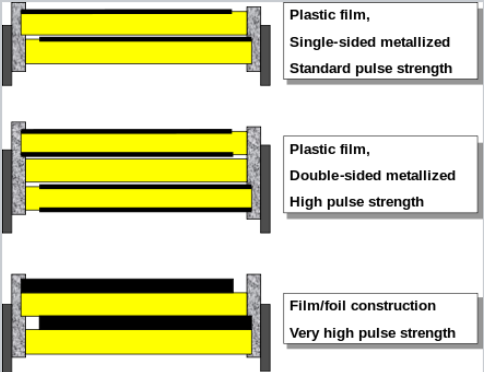 Plastic film,
Single-sided metallized
Standard pulse strength
Plastic film,
Double-sided metallized
High pulse strength
Film/foil construction
Very high pulse strength